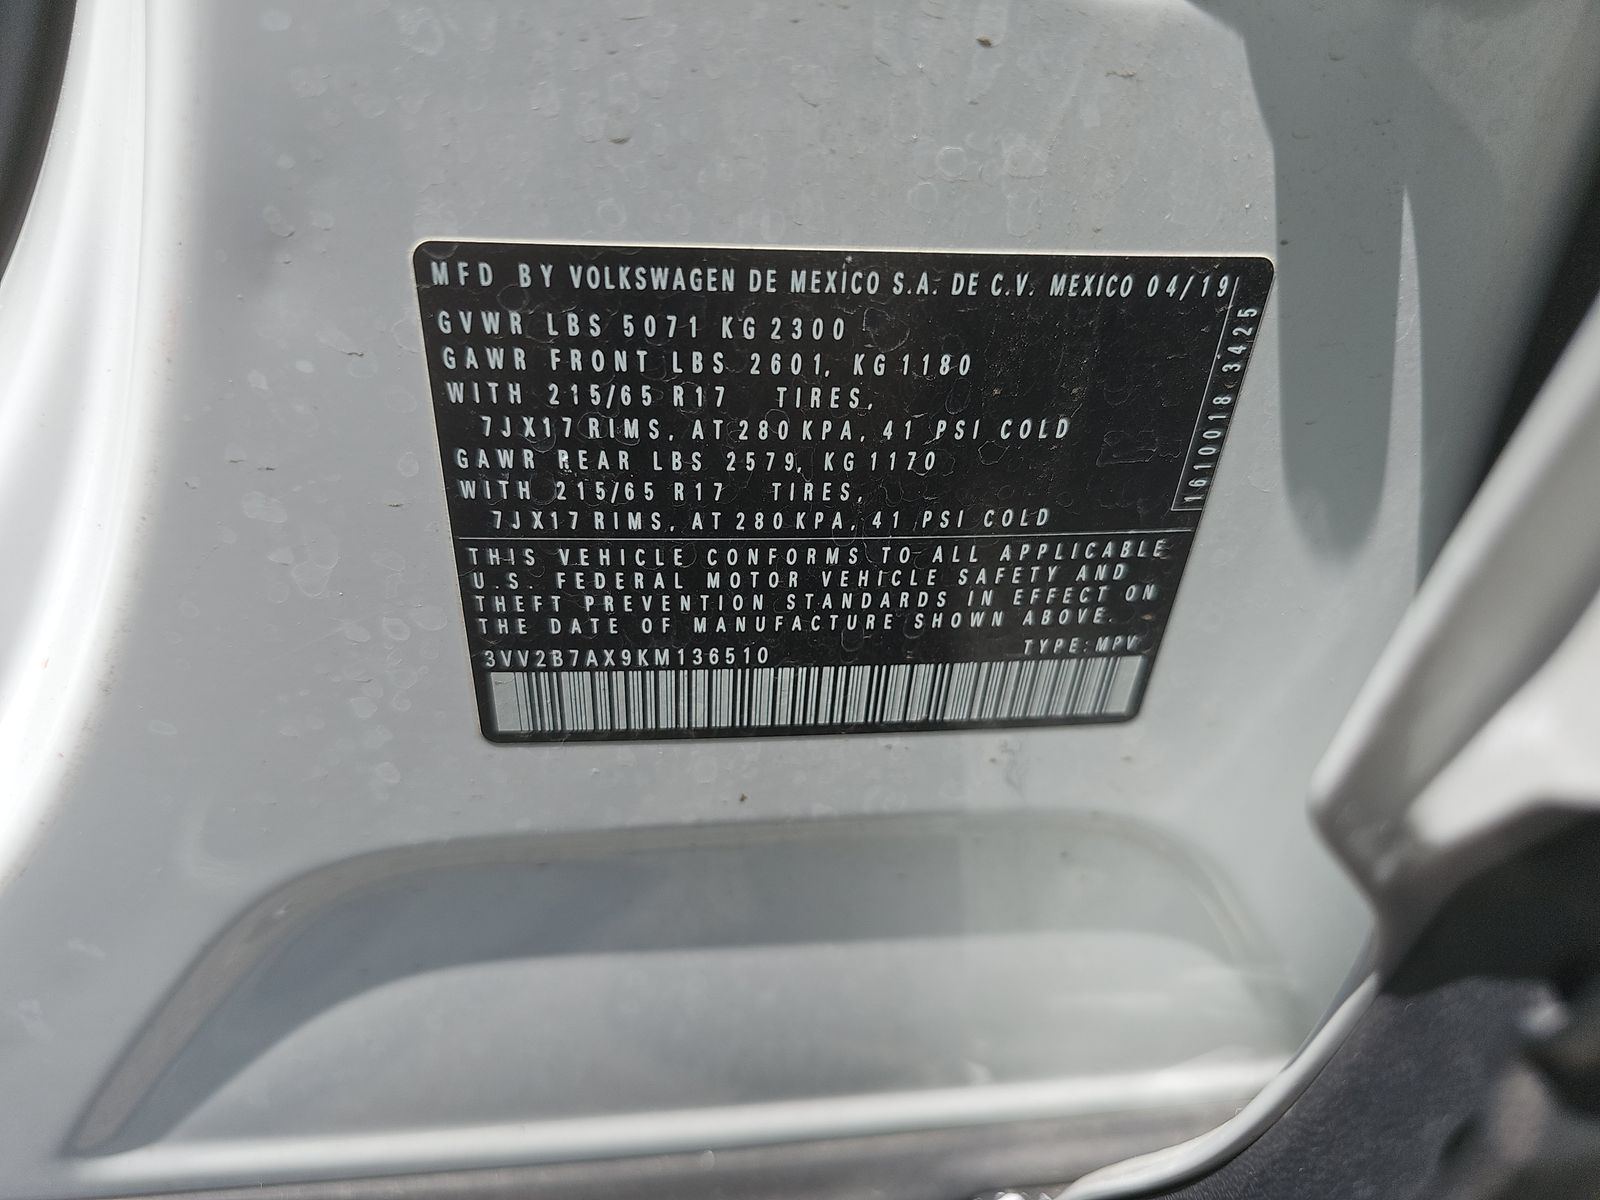 MFD BY VOLKSWAGEN DE MEXICO S.A. DE C.V. MEXICO 04/19
GVWR LBS 5071 KG 2300
GAWR FRONT LBS 2601, KG 1180
WITH 215/65 R17 TIRES,
7JX17 RIMS, AT 280 KPA, 41 PSI COLD
GAWR REAR LBS 2579, KG 1170
WITH 215/65 R17 TIRES,
7JX17 RIMS, AT 280 KPA, 41 PSI COLD
1610018 3425
THIS VEHICLE CONFORMS TO ALL APPLICABLE
U.S. FEDERAL MOTOR VEHICLE SAFETY AND
THEFT PREVENTION STANDARDS IN EFFECT ON
THE DATE OF MANUFACTURE SHOWN ABOVE.
3VV2B7AX9KM136510 TYPE: MPV